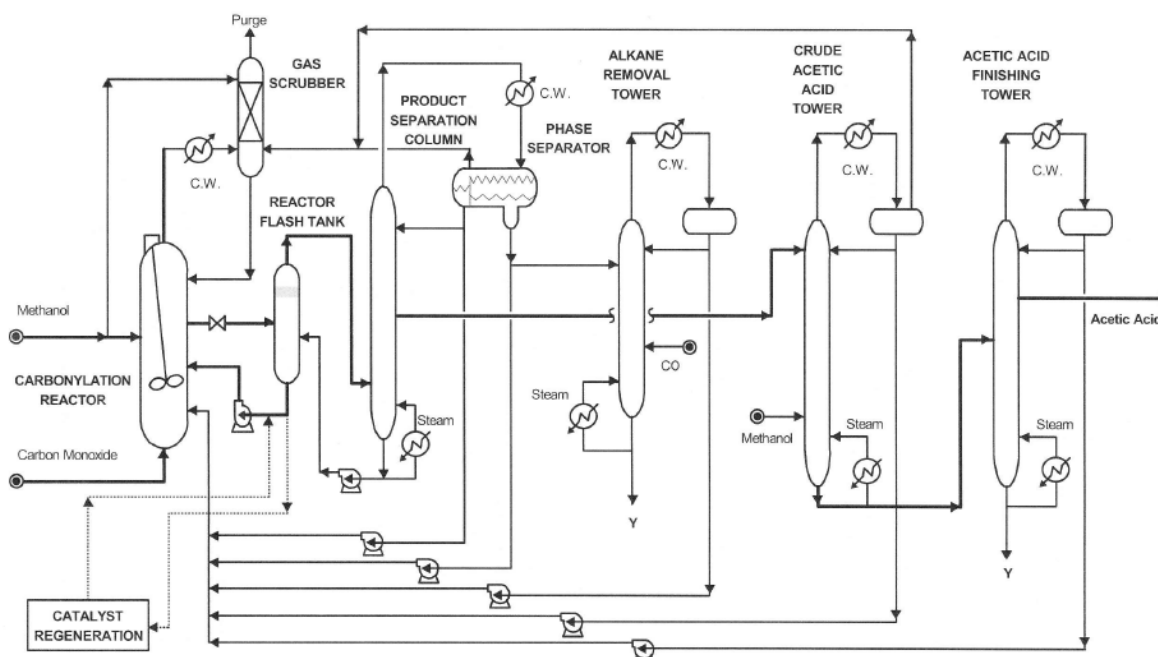 Purge
GAS
SCRUBBER
C.W.
PRODUCT
SEPARATION
COLUMN
C.W.
PHASE
SEPARATOR
ALKANE
REMOVAL
TOWER
C.W.
CRUDE
ACETIC
ACID
TOWER
C.W.
ACETIC ACID
FINISHING
TOWER
C.W.
REACTOR
FLASH TANK
Methanol
CARBONYLATION
REACTOR
Carbon Monoxide
Steam
CO
Steam
Methanol
Steam
Steam
Acetic Acid
Y
Y
CATALYST
REGENERATION